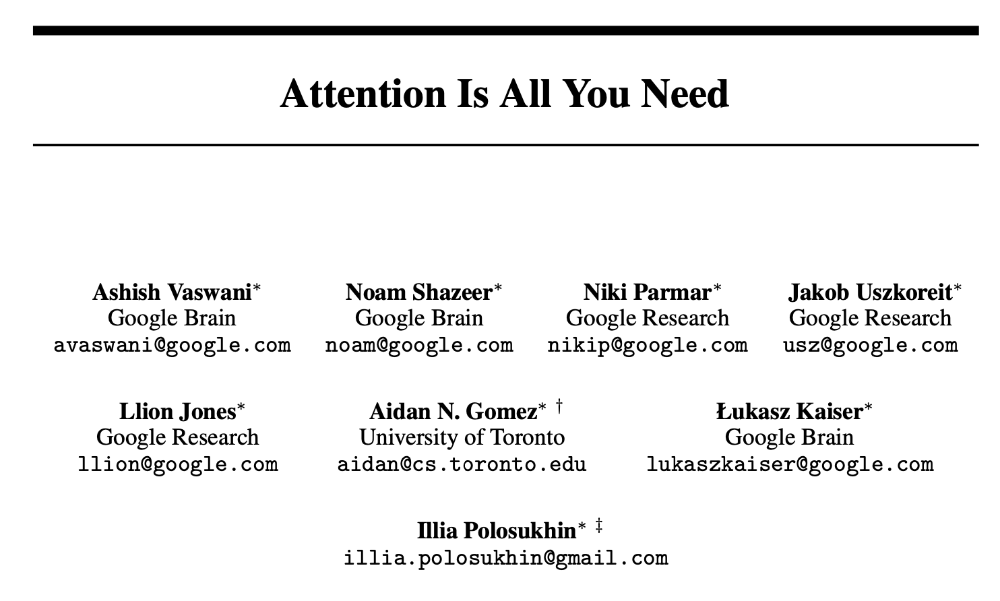 Attention Is All You Need
Ashish Vaswani* Noam Shazeer* Niki Parmar* Jakob Uszkoreit*
Google Brain Google Brain Google Research Google Research
avaswani@google.com noam@google.com nikip@google.com usz@google.com
Llion Jones* Aidan N. Gomez* † Łukasz Kaiser*
Google Research University of Toronto Google Brain
llion@google.com aidan@cs.toronto.edu lukaszkaiser@google.com
Illia Polosukhin* ‡
illia.polosukhin@gmail.com